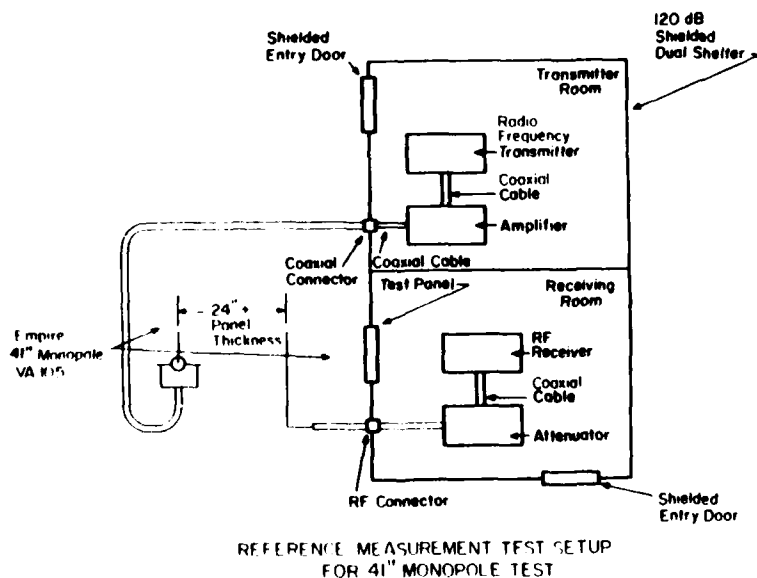 120 dB
Shielded
Dual Shelter
Shielded
Entry Door
Transmitter
Room
Radio
Frequency
Transmitter
Coaxial
Cable
Amplifier
Coaxial
Connector
Coaxial Cable
Test Panel
Receiving
Room
24" +
Panel
Thickness
Empire
41" Monopole
VA 105
RF
Receiver
Coaxial
Cable
Attenuator
RF Connector
Shielded
Entry Door
REFERENCE MEASUREMENT TEST SETUP
FOR 41" MONOPOLE TEST